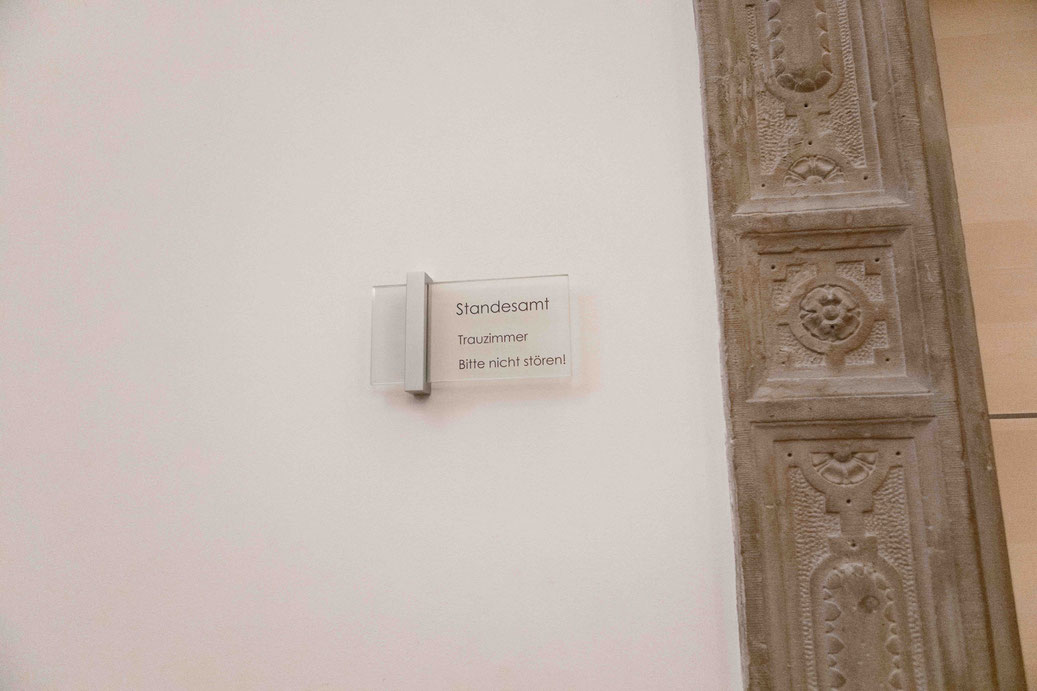 Standesamt
Trauzimmer
Bitte nicht stören!